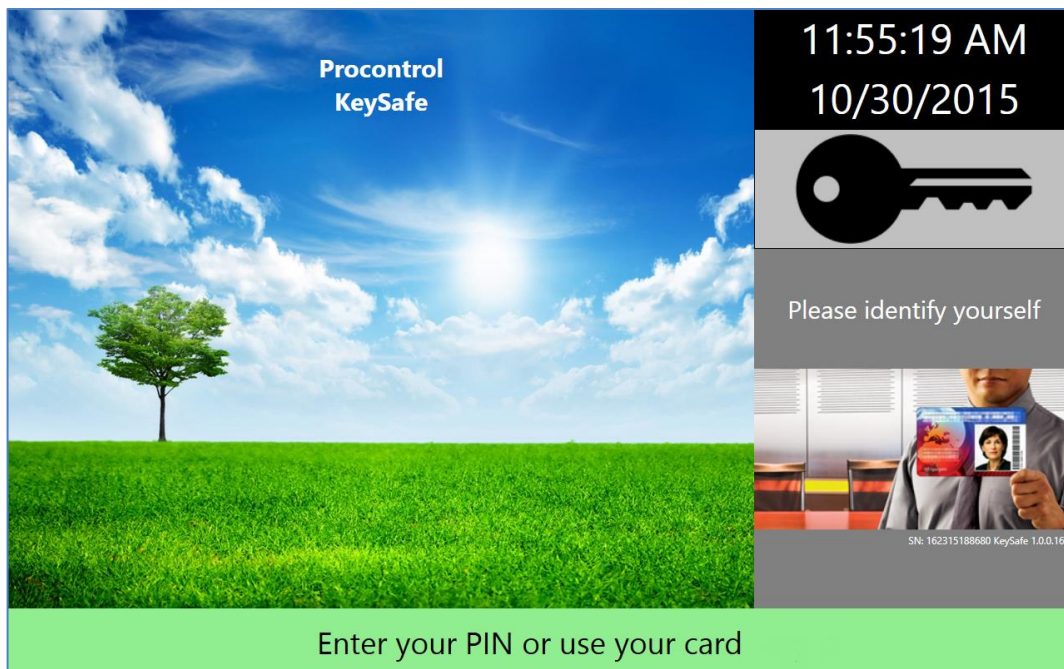 Procontrol
KeySafe
11:55:19 AM
10/30/2015
Please identify yourself
SN: 162315188680 KeySafe 1.0.0.16
Enter your PIN or use your card